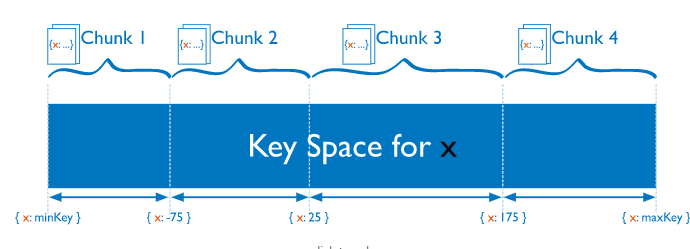 {x: ...} Chunk 1 {x: ...} Chunk 2 {x: ...} Chunk 3 {x: ...} Chunk 4
Key Space for x
{ x: minKey } { x: -75 } { x: 25 } { x: 175 } { x: maxKey }